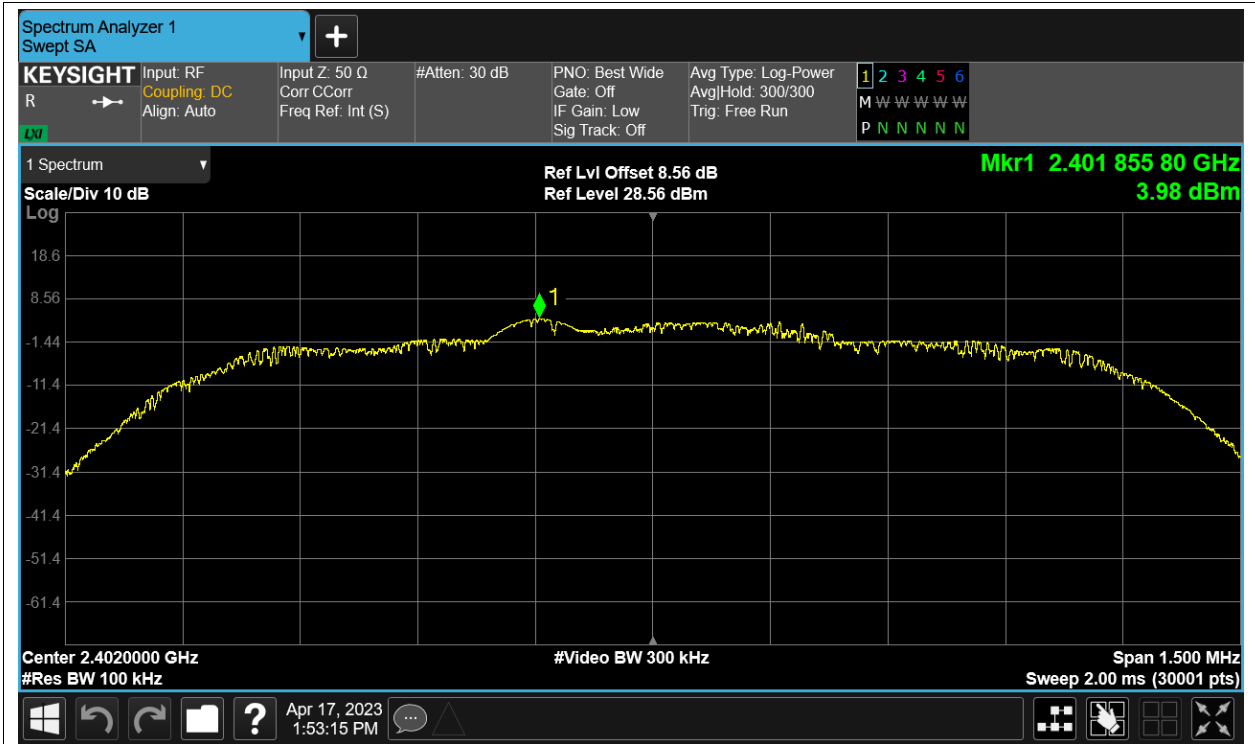 Spectrum Analyzer 1
Swept SA
KEYSIGHT
R
LXI
Input: RF
Coupling: DC
Align: Auto
Input Z: 50 Ω
Corr CCorr
Freq Ref: Int (S)
#Atten: 30 dB
PNO: Best Wide
Gate: Off
IF Gain: Low
Sig Track: Off
Avg Type: Log-Power
Avg|Hold: 300/300
Trig: Free Run
1 2 3 4 5 6
M W W W W W
P N N N N N
1 Spectrum
Scale/Div 10 dB
Log
Ref Lvl Offset 8.56 dB
Ref Level 28.56 dBm
Mkr1 2.401 855 80 GHz
3.98 dBm
18.6
8.56
1
-1.44
-11.4
-21.4
-31.4
-41.4
-51.4
-61.4
Center 2.4020000 GHz
#Video BW 300 kHz
Span 1.500 MHz
#Res BW 100 kHz
Sweep 2.00 ms (30001 pts)
?
Apr 17, 2023
1:53:15 PM